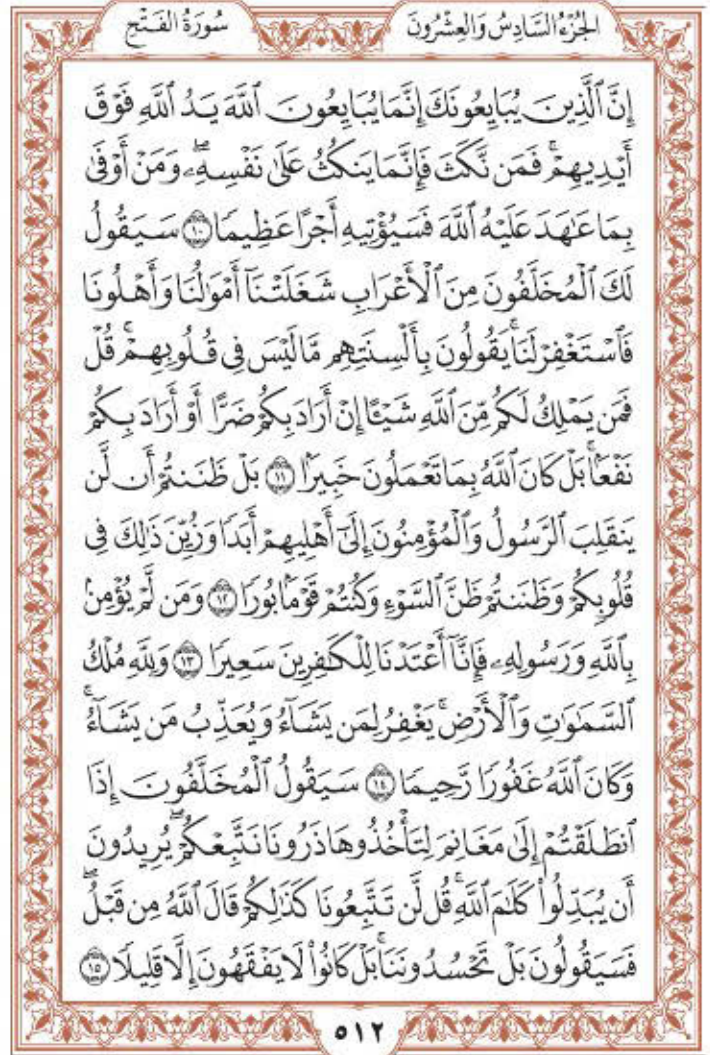 الجُزْءُ السَّادِسُ وَالعِشْرُونَ سُورَةُ الفَتْحِ
إِنَّ ٱلَّذِينَ يُبَايِعُونَكَ إِنَّمَا يُبَايِعُونَ ٱللَّهَ يَدُ ٱللَّهِ فَوْقَ
أَيْدِيهِمْۚ فَمَن نَّكَثَ فَإِنَّمَا يَنكُثُ عَلَىٰ نَفْسِهِۦۖ وَمَنْ أَوْفَىٰ
بِمَا عَٰهَدَ عَلَيْهُ ٱللَّهَ فَسَيُؤْتِيهِ أَجْرًا عَظِيمًا ١٠ سَيَقُولُ
لَكَ ٱلْمُخَلَّفُونَ مِنَ ٱلْأَعْرَابِ شَغَلَتْنَآ أَمْوَٰلُنَا وَأَهْلُونَا
فَٱسْتَغْفِرْ لَنَاۚ يَقُولُونَ بِأَلْسِنَتِهِم مَّا لَيْسَ فِى قُلُوبِهِمْۚ قُلْ
فَمَن يَمْلِكُ لَكُم مِّنَ ٱللَّهِ شَيْـًٔا إِنْ أَرَادَ بِكُمْ ضَرًّا أَوْ أَرَادَ بِكُمْ
نَفْعَۢاۚ بَلْ كَانَ ٱللَّهُ بِمَا تَعْمَلُونَ خَبِيرَۢا ١١ بَلْ ظَنَنتُمْ أَن لَّن
يَنقَلِبَ ٱلرَّسُولُ وَٱلْمُؤْمِنُونَ إِلَىٰٓ أَهْلِيهِمْ أَبَدًا وَزُيِّنَ ذَٰلِكَ فِى
قُلُوبِكُمْ وَظَنَنتُمْ ظَنَّ ٱلسَّوْءِ وَكُنتُمْ قَوْمَۢا بُورًا ١٢ وَمَن لَّمْ يُؤْمِنۢ
بِٱللَّهِ وَرَسُولِهِۦ فَإِنَّآ أَعْتَدْنَا لِلْكَٰفِرِينَ سَعِيرًا ١٣ وَلِلَّهِ مُلْكُ
ٱلسَّمَٰوَٰتِ وَٱلْأَرْضِۚ يَغْفِرُ لِمَن يَشَآءُ وَيُعَذِّبُ مَن يَشَآءُۚ
وَكَانَ ٱللَّهُ غَفُورًا رَّحِيمًا ١٤ سَيَقُولُ ٱلْمُخَلَّفُونَ إِذَا
ٱنطَلَقْتُمْ إِلَىٰ مَغَانِمَ لِتَأْخُذُوهَا ذَرُونَا نَتَّبِعْكُمْۖ يُرِيدُونَ
أَن يُبَدِّلُوا۟ كَلَٰمَ ٱللَّهِۚ قُل لَّن تَتَّبِعُونَا كَذَٰلِكُمْ قَالَ ٱللَّهُ مِن قَبْلُۖ
فَسَيَقُولُونَ بَلْ تَحْسُدُونَنَاۚ بَلْ كَانُوا۟ لَا يَفْقَهُونَ إِلَّا قَلِيلًا ١٥
٥١٢